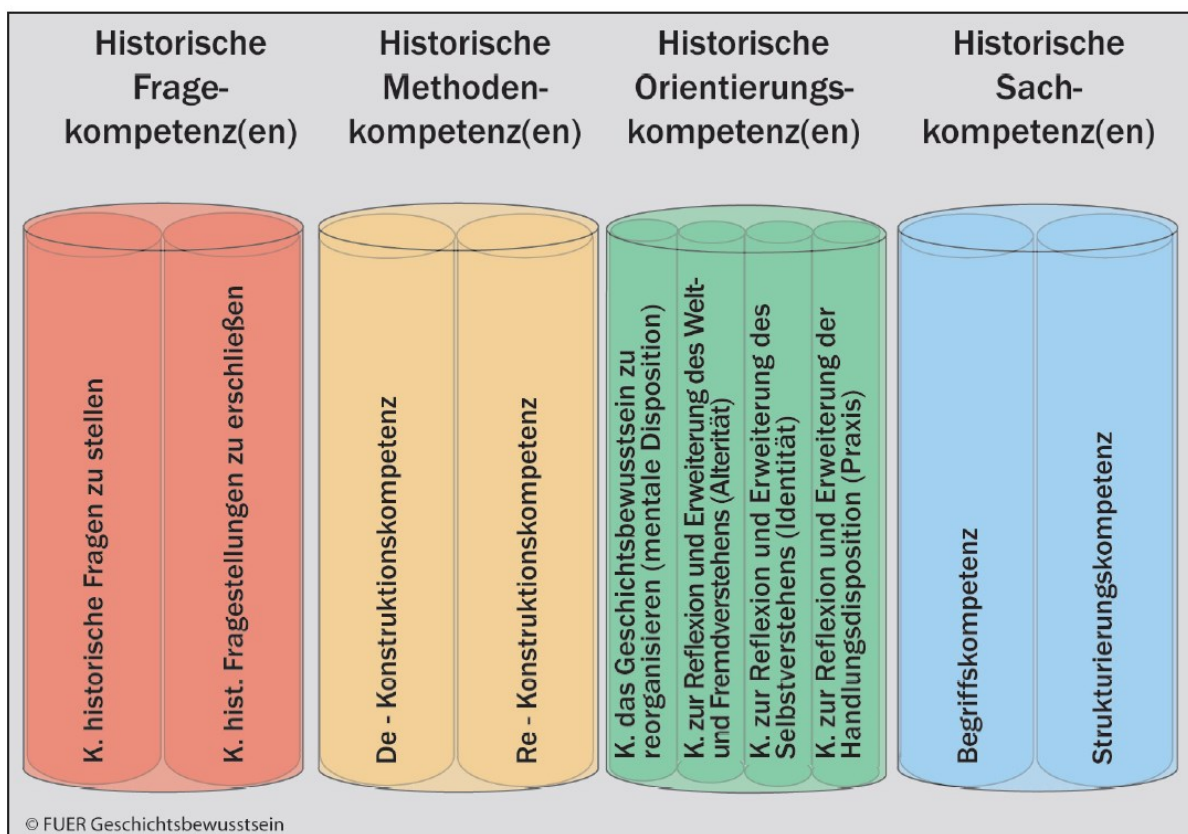 Historische
Frage-
kompetenz(en)
Historische
Methoden-
kompetenz(en)
Historische
Orientierungs-
kompetenz(en)
Historische
Sach-
kompetenz(en)
K. historische Fragen zu stellen
K. hist. Fragestellungen zu erschließen
De - Konstruktionskompetenz
Re - Konstruktionskompetenz
K. das Geschichtsbewusstsein zu
reorganisieren (mentale Disposition)
K. zur Reflexion und Erweiterung des Welt-
und Fremdverstehens (Alterität)
K. zur Reflexion und Erweiterung des
Selbstverstehens (Identität)
K. zur Reflexion und Erweiterung der
Handlungsdisposition (Praxis)
Begriffskompetenz
Strukturierungskompetenz
© FUER Geschichtsbewusstsein